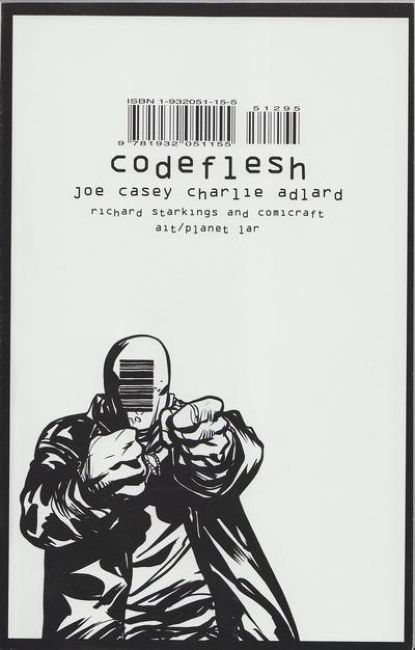 ISBN 1-932051-15-5
51295
9 781932 051155
codeflesh
joe casey charlie adlard
richard starkings and comicraft
ait/planet lar